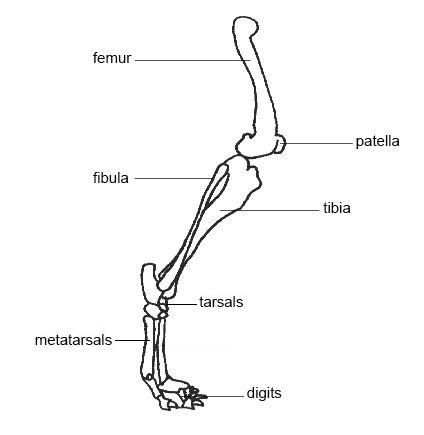 femur
patella
fibula
tibia
tarsals
metatarsals
digits